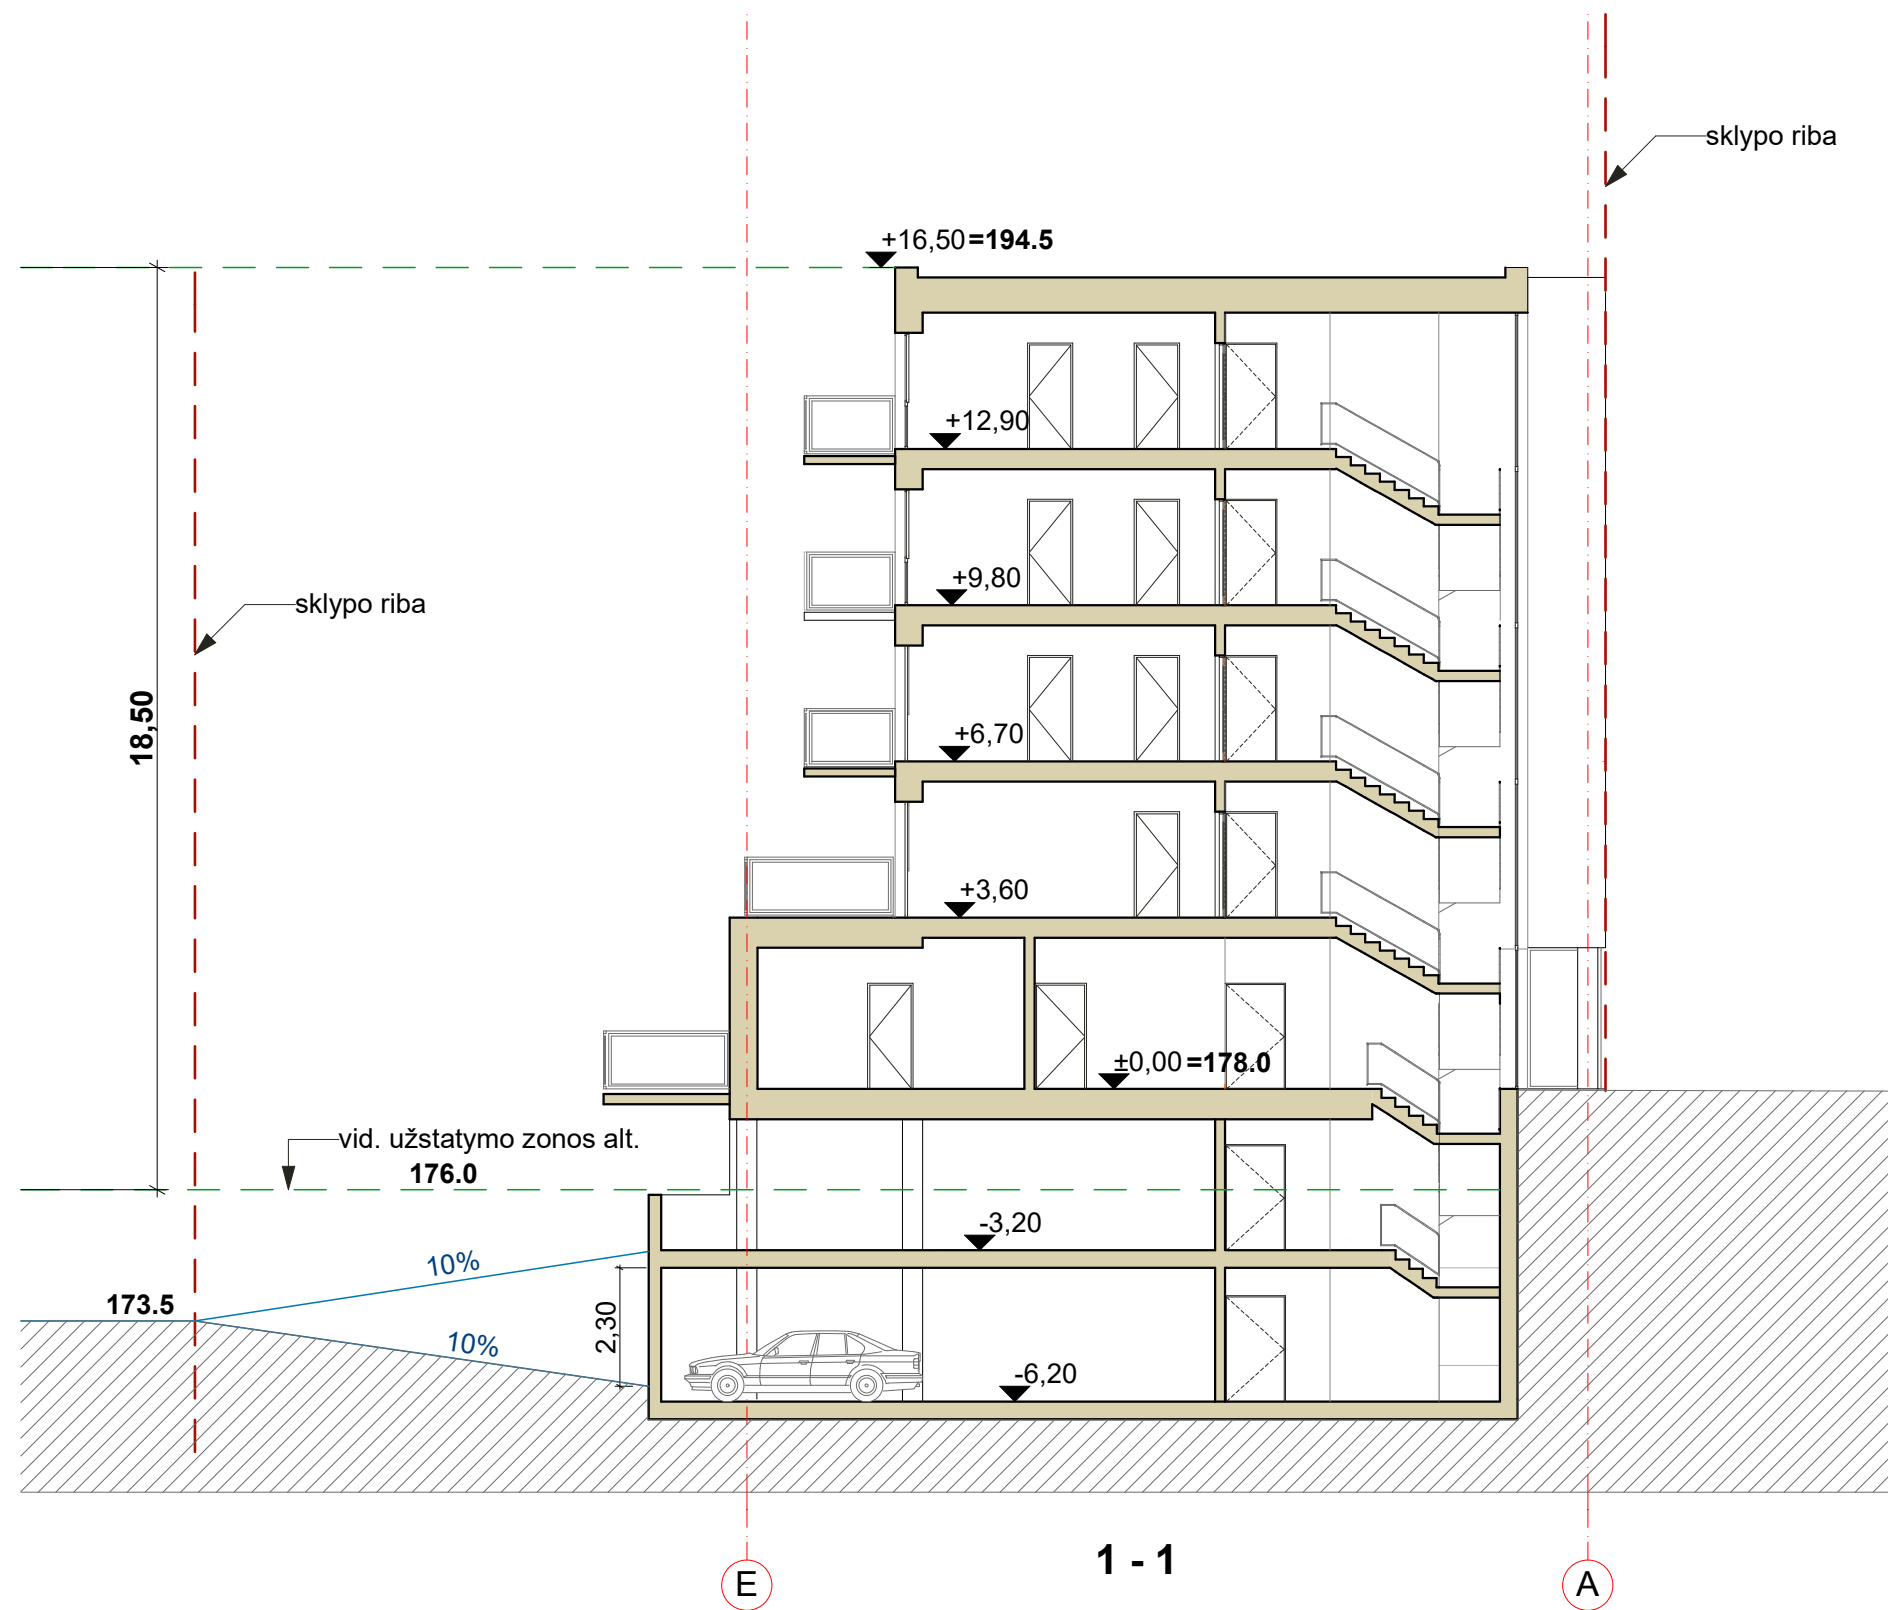 sklypo riba
+16,50=194.5
+12,90
+9,80
sklypo riba
+6,70
18,50
+3,60
±0,00=178.0
vid. užstatymo zonos alt.
176.0
-3,20
10%
173.5
2,30
10%
-6,20
1 - 1
E
A